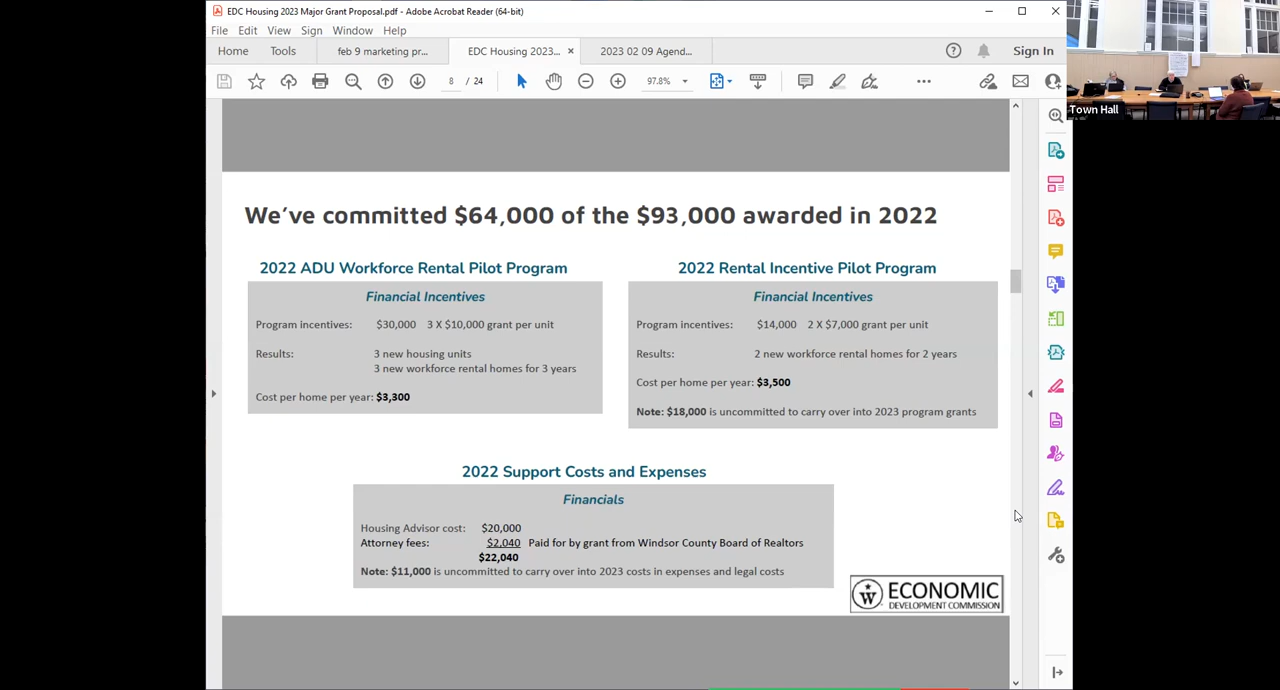 EDC Housing 2023 Major Grant Proposal.pdf - Adobe Acrobat Reader (64-bit)
File Edit View Sign Window Help
Home Tools feb 9 marketing pr... EDC Housing 2023... × 2023 02 09 Agend... Sign In
8 / 24 97.8%
Town Hall
We've committed $64,000 of the $93,000 awarded in 2022
2022 ADU Workforce Rental Pilot Program
Financial Incentives
Program incentives: $30,000 3 X $10,000 grant per unit
Results: 3 new housing units
3 new workforce rental homes for 3 years
Cost per home per year: $3,300
2022 Rental Incentive Pilot Program
Financial Incentives
Program incentives: $14,000 2 X $7,000 grant per unit
Results: 2 new workforce rental homes for 2 years
Cost per home per year: $3,500
Note: $18,000 is uncommitted to carry over into 2023 program grants
2022 Support Costs and Expenses
Financials
Housing Advisor cost: $20,000
Attorney fees: $2,040 Paid for by grant from Windsor County Board of Realtors
$22,040
Note: $11,000 is uncommitted to carry over into 2023 costs in expenses and legal costs
W ECONOMIC
DEVELOPMENT COMMISSION